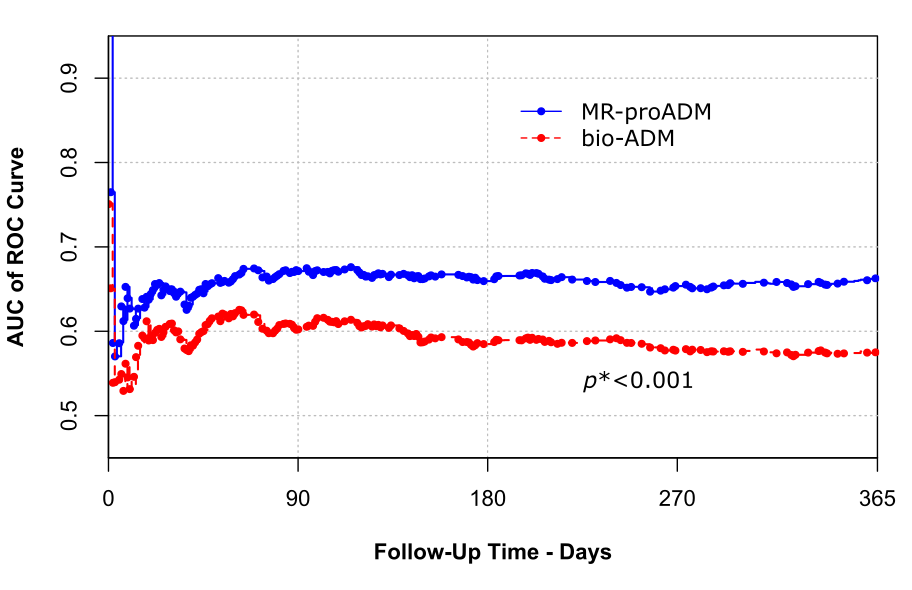 AUC of ROC Curve
0.9
0.8
0.7
0.6
0.5
MR-proADM
bio-ADM
p*<0.001
0 90 180 270 365
Follow-Up Time - Days